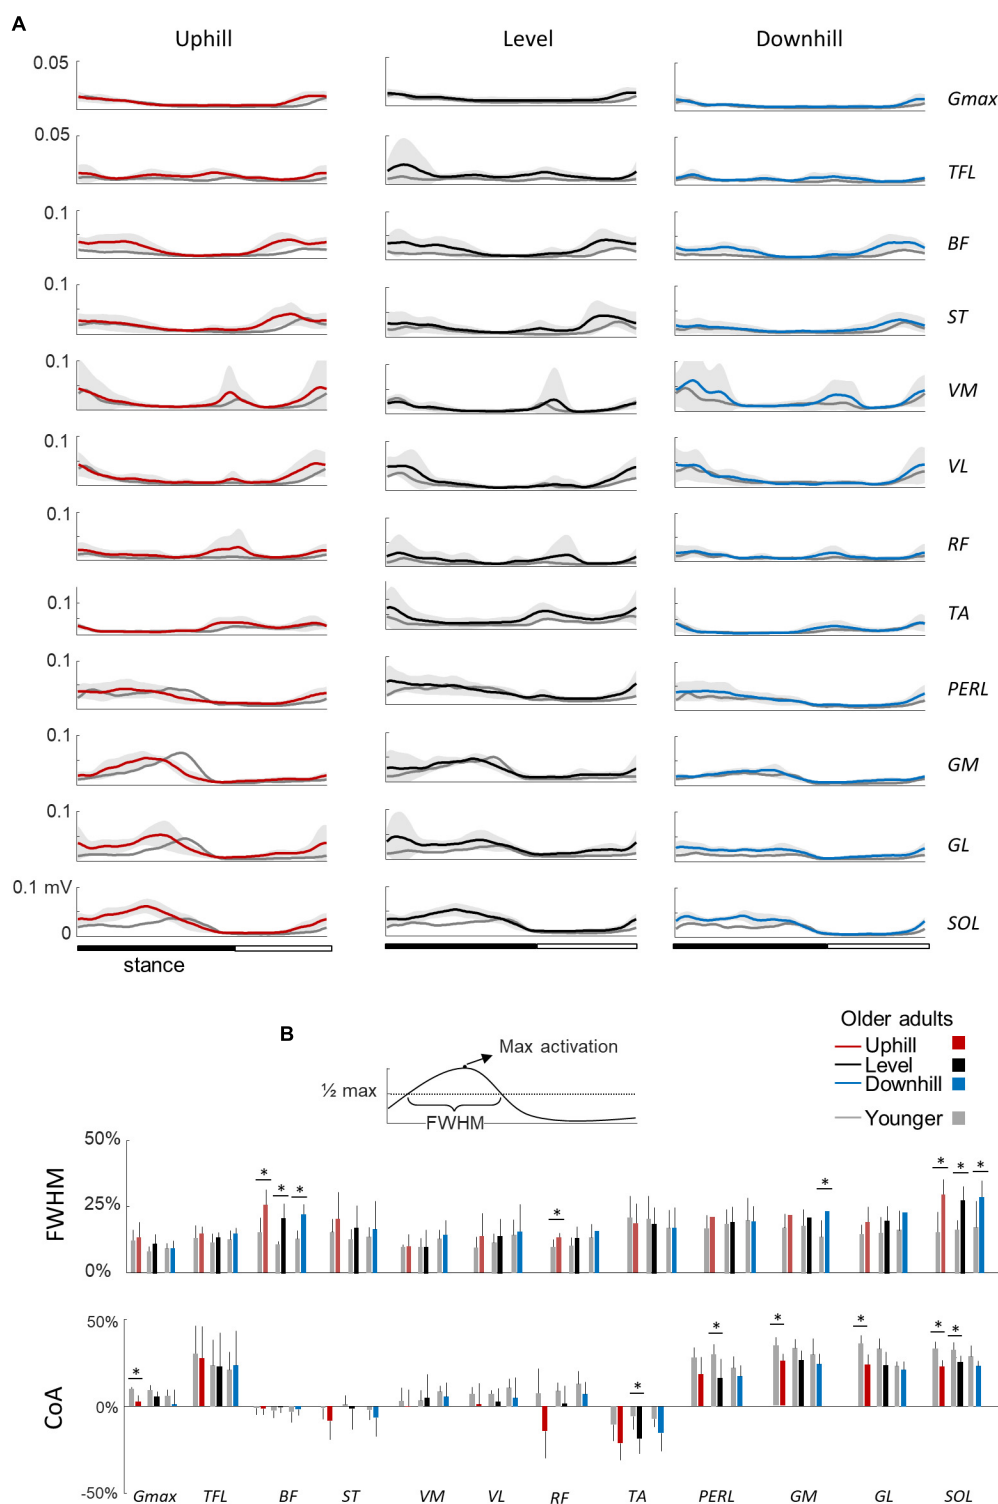 A
Uphill Level Downhill
0.05 Gmax
0.05 TFL
0.1 BF
0.1 ST
0.1 VM
0.1 VL
0.1 RF
0.1 TA
0.1 PERL
0.1 GM
0.1 GL
0.1 mV SOL
0
stance
B
Max activation
½ max
FWHM
Older adults
Uphill
Level
Downhill
Younger
50%
* * * * * * * *
FWHM
25%
0%
50%
* * * * * * *
CoA
0%
-50%
Gmax TFL BF ST VM VL RF TA PERL GM GL SOL